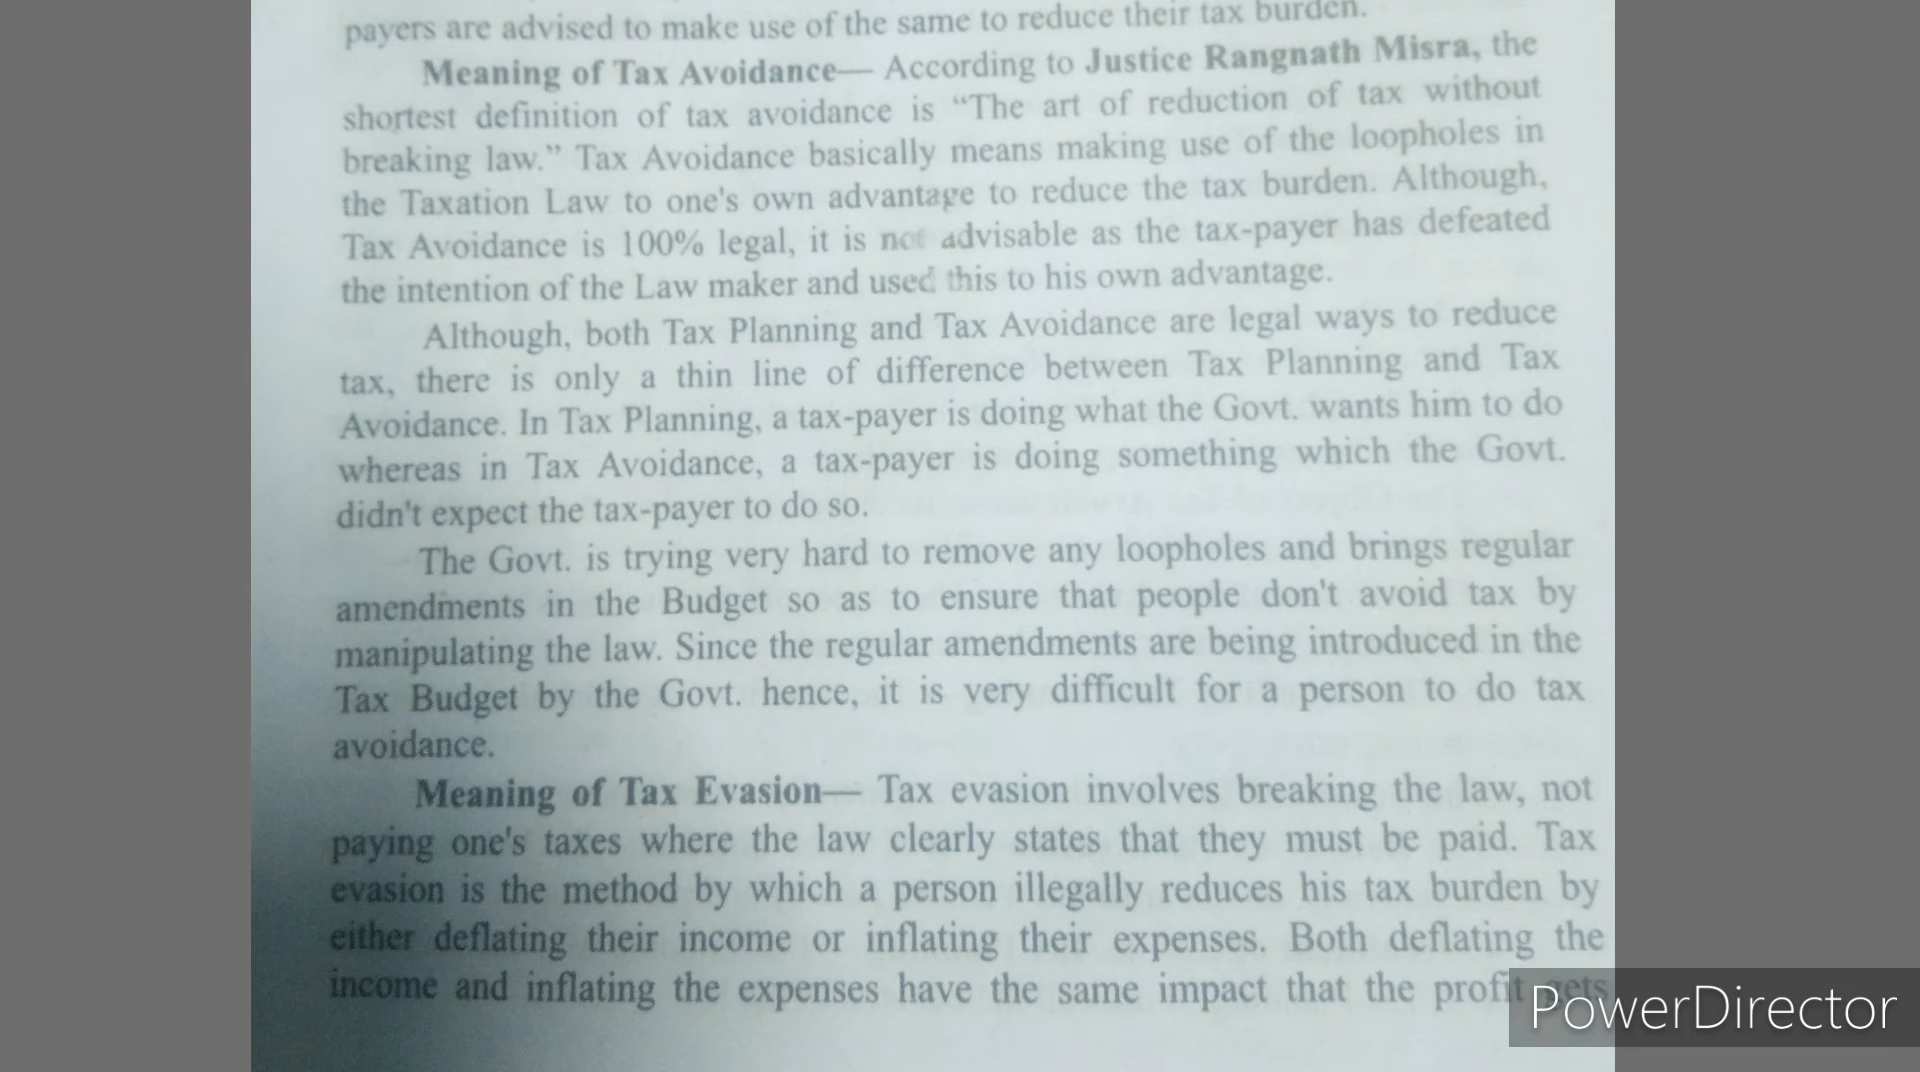 payers are advised to make use of the same to reduce their tax burden.
Meaning of Tax Avoidance— According to Justice Rangnath Misra, the
shortest definition of tax avoidance is “The art of reduction of tax without
breaking law.” Tax Avoidance basically means making use of the loopholes in
the Taxation Law to one's own advantage to reduce the tax burden. Although,
Tax Avoidance is 100% legal, it is not advisable as the tax-payer has defeated
the intention of the Law maker and used this to his own advantage.
Although, both Tax Planning and Tax Avoidance are legal ways to reduce
tax, there is only a thin line of difference between Tax Planning and Tax
Avoidance. In Tax Planning, a tax-payer is doing what the Govt. wants him to do
whereas in Tax Avoidance, a tax-payer is doing something which the Govt.
didn't expect the tax-payer to do so.
The Govt. is trying very hard to remove any loopholes and brings regular
amendments in the Budget so as to ensure that people don't avoid tax by
manipulating the law. Since the regular amendments are being introduced in the
Tax Budget by the Govt. hence, it is very difficult for a person to do tax
avoidance.
Meaning of Tax Evasion— Tax evasion involves breaking the law, not
paying one's taxes where the law clearly states that they must be paid. Tax
evasion is the method by which a person illegally reduces his tax burden by
either deflating their income or inflating their expenses. Both deflating the
income and inflating the expenses have the same impact that the profit gets
PowerDirector